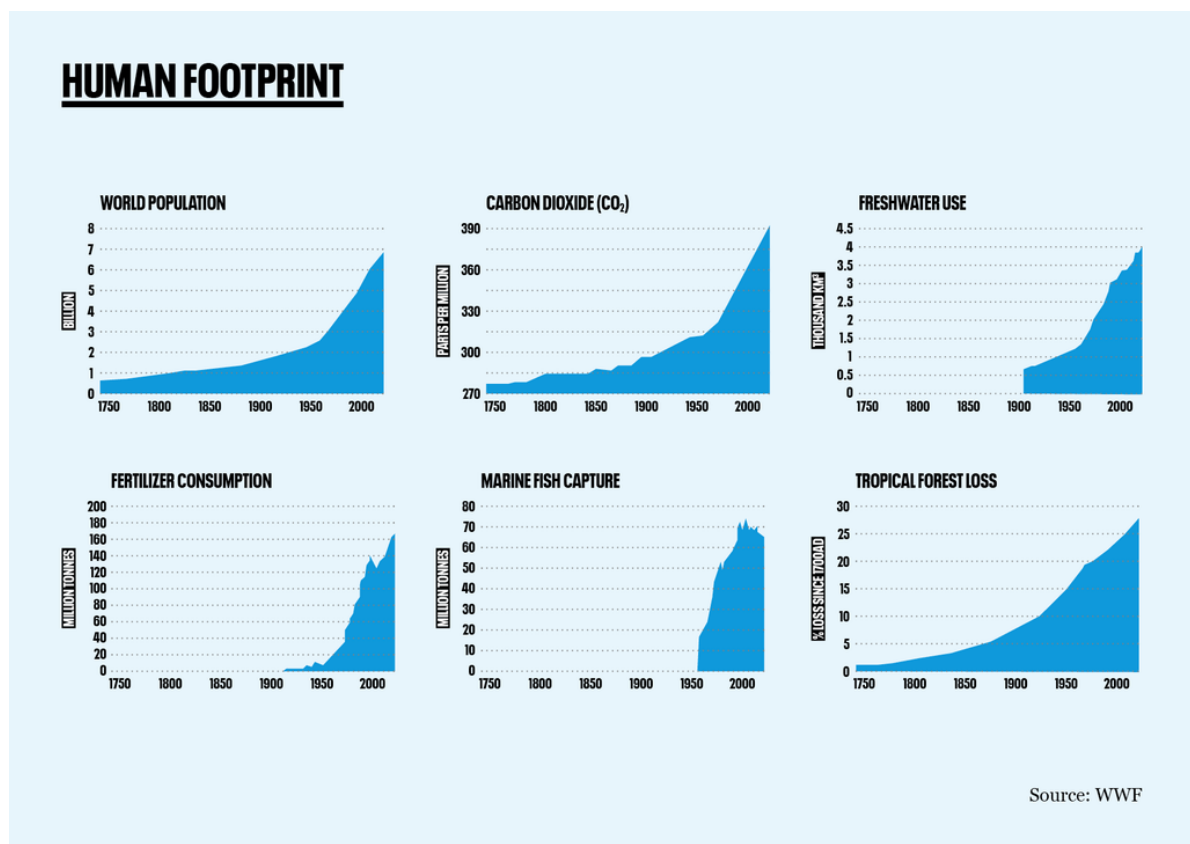 HUMAN FOOTPRINT
WORLD POPULATION
BILLION
8
7
6
5
4
3
2
1
0
1750 1800 1850 1900 1950 2000
CARBON DIOXIDE (CO₂)
PARTS PER MILLION
390
360
330
300
270
1750 1800 1850 1900 1950 2000
FRESHWATER USE
THOUSAND KM³
4.5
4
3.5
3
2.5
2
1.5
1
0.5
0
1750 1800 1850 1900 1950 2000
FERTILIZER CONSUMPTION
MILLION TONNES
200
180
160
140
120
100
80
60
40
20
0
1750 1800 1850 1900 1950 2000
MARINE FISH CAPTURE
MILLION TONNES
80
70
60
50
40
30
20
10
0
1750 1800 1850 1900 1950 2000
TROPICAL FOREST LOSS
% LOSS SINCE 1700AD
30
25
20
15
10
5
0
1750 1800 1850 1900 1950 2000
Source: WWF